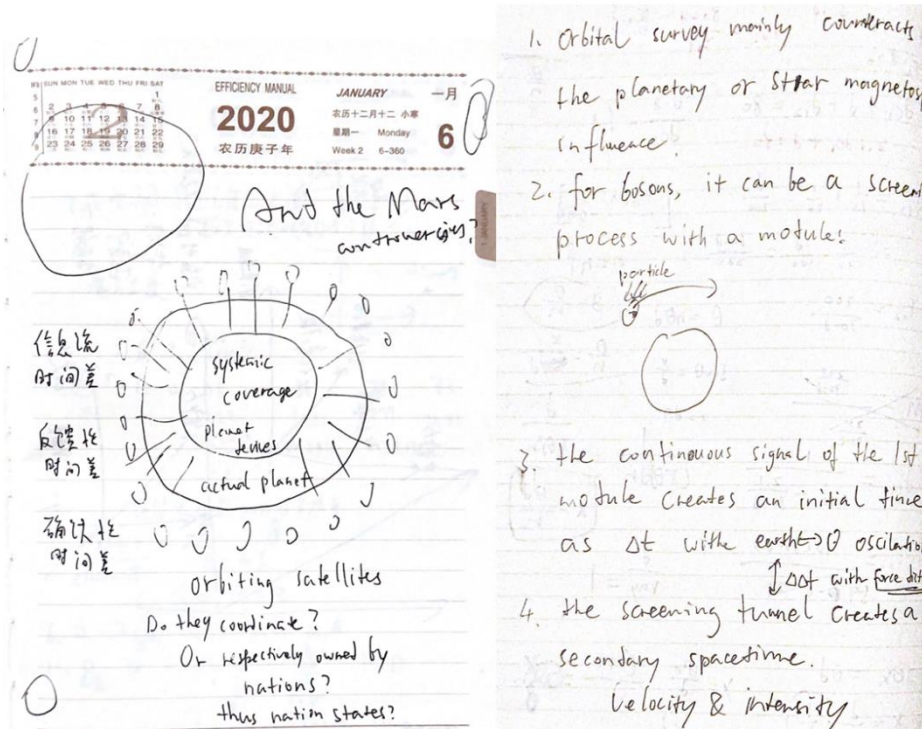 SUN MON TUE WED THU FRI SAT
1
2 3 4 5 6 7 8
9 10 11 12 13 14 15
16 17 18 19 20 21 22
23 24 25 26 27 28 29
EFFICIENCY MANUAL
2020
农历庚子年
JANUARY 一月
农历十二月十二 小寒
星期一 Monday
Week 2 6-360
6
1 JANUARY
And the Mars
controversies?
信息流
时间差
反馈性
时间差
确认性
时间差
systemic
coverage
planet
actual planet
orbiting satellites
Do they coordinate?
Or respectively owned by
nations?
thus nation states?
1. Orbital survey mainly counteracts
the planetary or star magnetos
influence.
2. for bosons, it can be a screen
process with a module:
particle
3. the continuous signal of the 1st
module creates an initial
as Δt with earth→ oscilation
ΔΔt with force
4. the screening tunnel creates a
secondary spacetime.
velocity & intensity